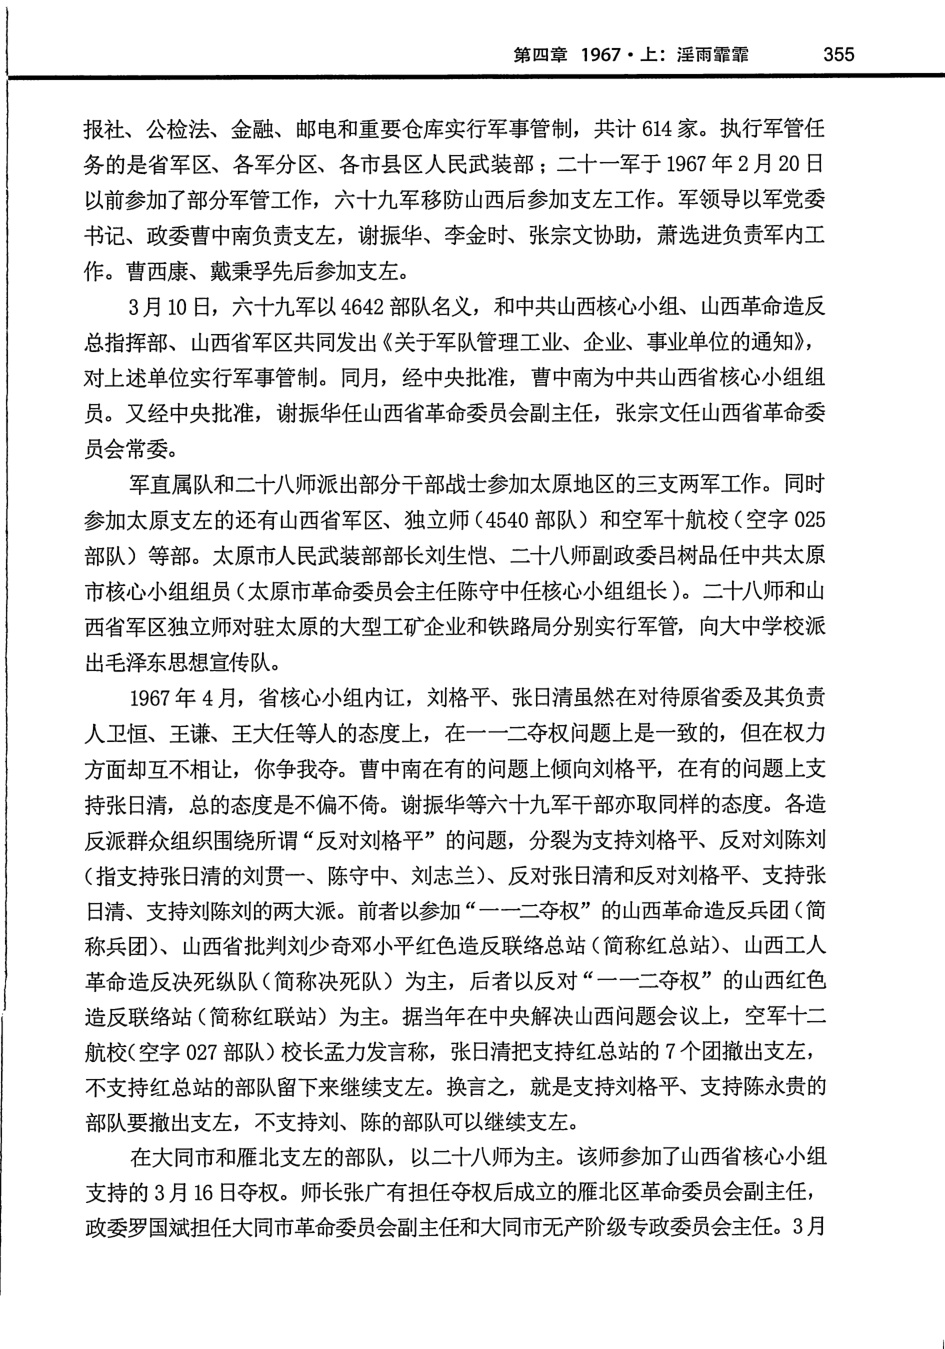 第四章 1967·上：淫雨霏霏 355
报社、公检法、金融、邮电和重要仓库实行军事管制，共计 614 家。执行军管任
务的是省军区、各军分区、各市县区人民武装部；二十一军于 1967 年 2 月 20 日
以前参加了部分军管工作，六十九军移防山西后参加支左工作。军领导以军党委
书记、政委曹中南负责支左，谢振华、李金时、张宗文协助，萧选进负责军内工
作。曹西康、戴秉孚先后参加支左。
3 月 10 日，六十九军以 4642 部队名义，和中共山西核心小组、山西革命造反
总指挥部、山西省军区共同发出《关于军队管理工业、企业、事业单位的通知》，
对上述单位实行军事管制。同月，经中央批准，曹中南为中共山西省核心小组组
员。又经中央批准，谢振华任山西省革命委员会副主任，张宗文任山西省革命委
员会常委。
军直属队和二十八师派出部分干部战士参加太原地区的三支两军工作。同时
参加太原支左的还有山西省军区、独立师（4540 部队）和空军十航校（空字 025
部队）等部。太原市人民武装部部长刘生恺、二十八师副政委吕树品任中共太原
市核心小组组员（太原市革命委员会主任陈守中任核心小组组长）。二十八师和山
西省军区独立师对驻太原的大型工矿企业和铁路局分别实行军管，向大中学校派
出毛泽东思想宣传队。
1967 年 4 月，省核心小组内讧，刘格平、张日清虽然在对待原省委及其负责
人卫恒、王谦、王大任等人的态度上，在一一二夺权问题上是一致的，但在权力
方面却互不相让，你争我夺。曹中南在有的问题上倾向刘格平，在有的问题上支
持张日清，总的态度是不偏不倚。谢振华等六十九军干部亦取同样的态度。各造
反派群众组织围绕所谓“反对刘格平”的问题，分裂为支持刘格平、反对刘陈刘
（指支持张日清的刘贯一、陈守中、刘志兰）、反对张日清和反对刘格平、支持张
日清、支持刘陈刘的两大派。前者以参加“一一二夺权”的山西革命造反兵团（简
称兵团）、山西省批判刘少奇邓小平红色造反联络总站（简称红总站）、山西工人
革命造反决死纵队（简称决死队）为主，后者以反对“一一二夺权”的山西红色
造反联络站（简称红联站）为主。据当年在中央解决山西问题会议上，空军十二
航校（空字 027 部队）校长孟力发言称，张日清把支持红总站的 7 个团撤出支左，
不支持红总站的部队留下来继续支左。换言之，就是支持刘格平、支持陈永贵的
部队要撤出支左，不支持刘、陈的部队可以继续支左。
在大同市和雁北支左的部队，以二十八师为主。该师参加了山西省核心小组
支持的 3 月 16 日夺权。师长张广有担任夺权后成立的雁北区革命委员会副主任，
政委罗国斌担任大同市革命委员会副主任和大同市无产阶级专政委员会主任。3 月